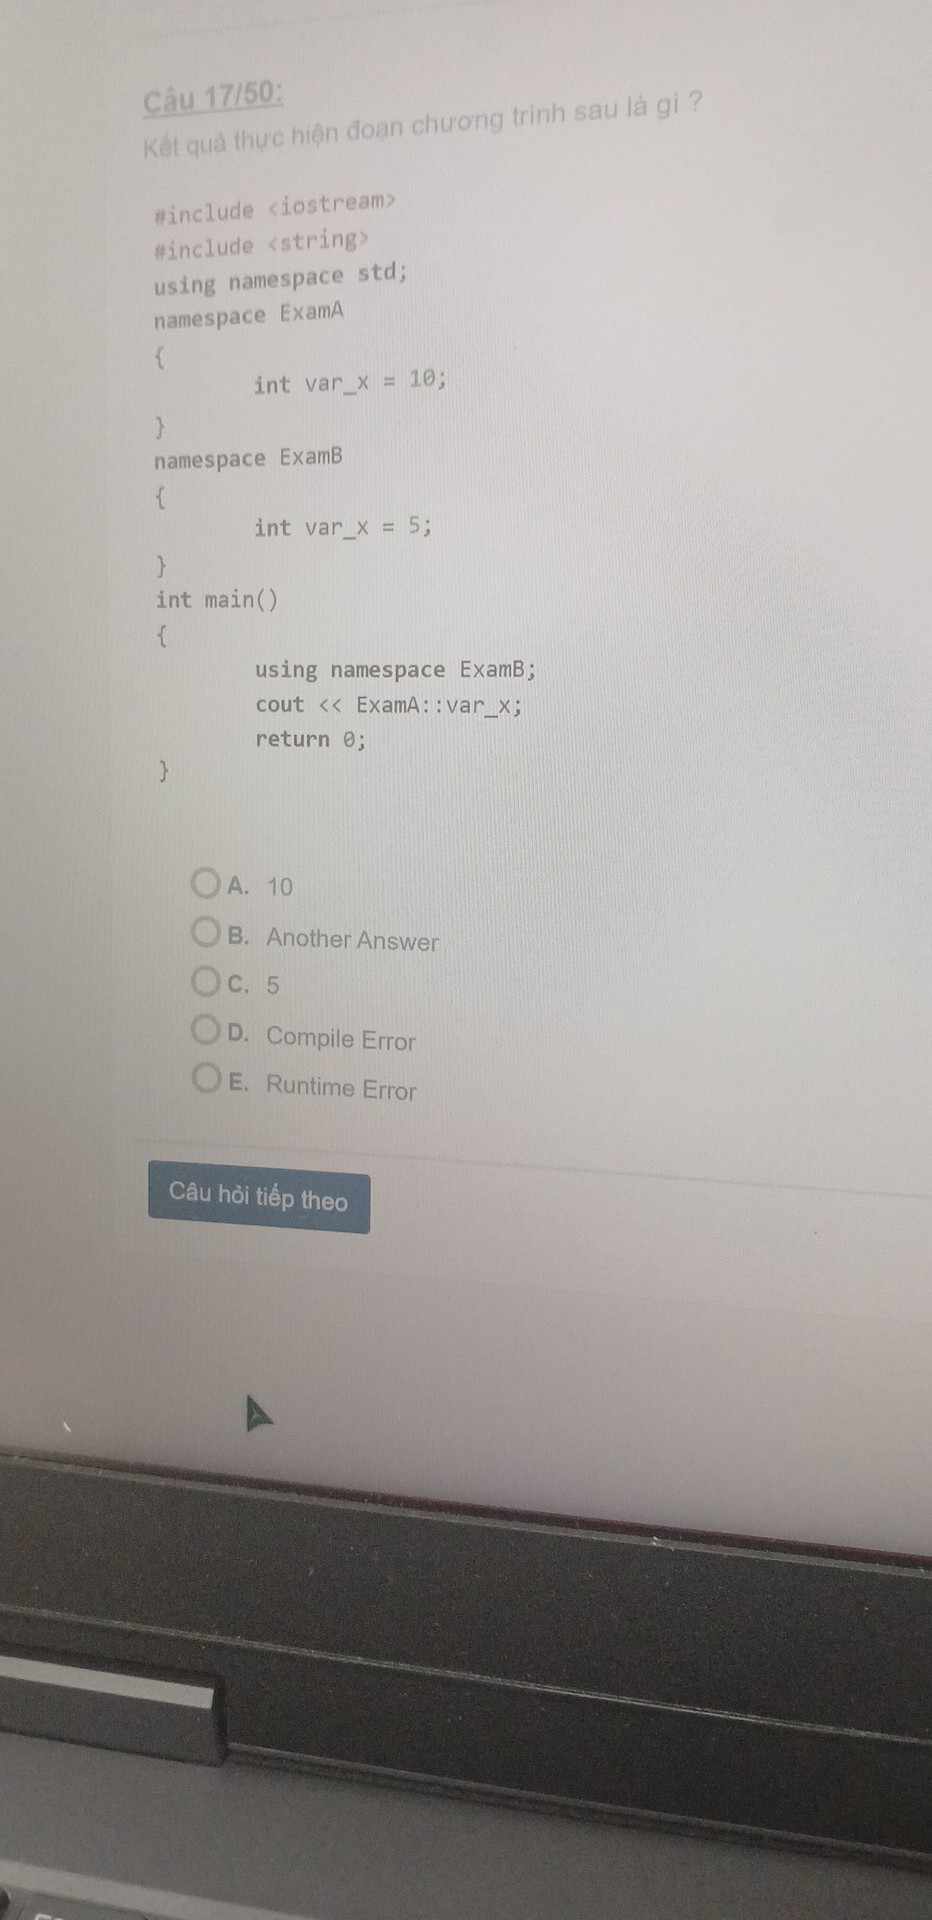 Câu 17/50:
Kết quả thực hiện đoạn chương trình sau là gì ?
#include <iostream>
#include <string>
using namespace std;
namespace ExamA
{
int var_x = 10;
}
namespace ExamB
{
int var_x = 5;
}
int main()
{
using namespace ExamB;
cout << ExamA::var_x;
return 0;
}
A. 10
B. Another Answer
C. 5
D. Compile Error
E. Runtime Error
Câu hỏi tiếp theo